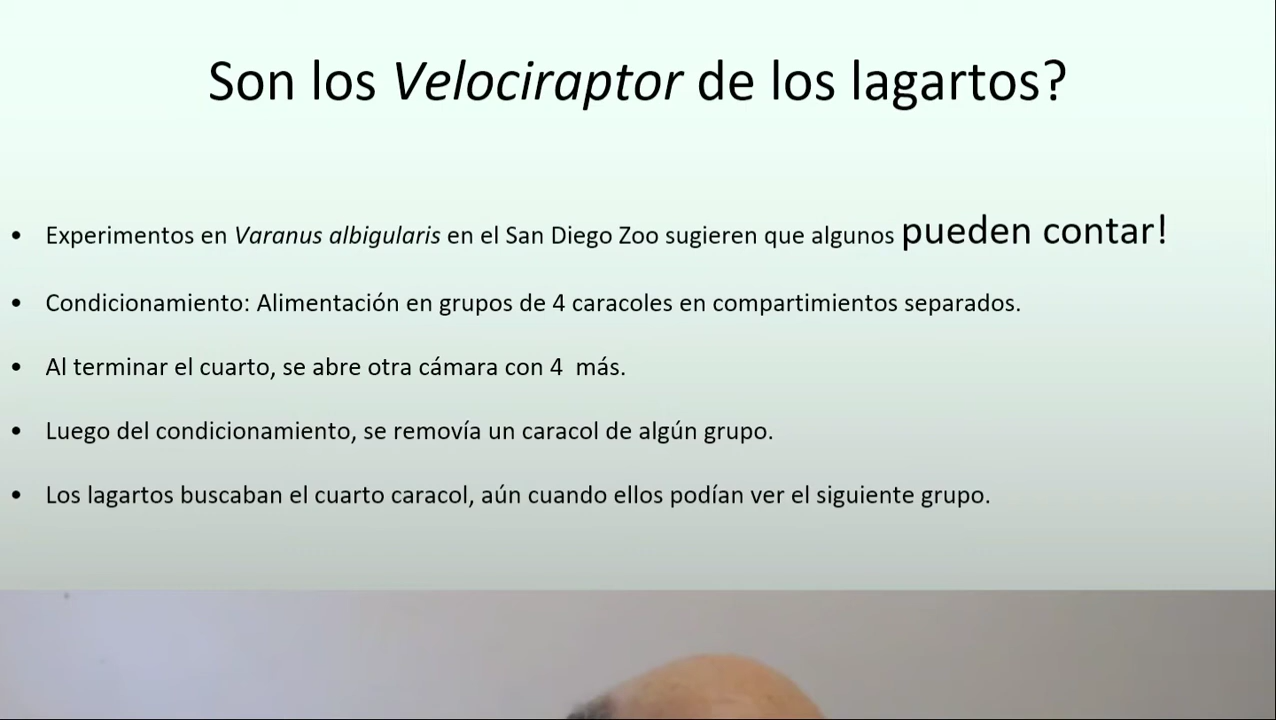 Son los Velociraptor de los lagartos?
• Experimentos en Varanus albigularis en el San Diego Zoo sugieren que algunos pueden contar!
• Condicionamiento: Alimentación en grupos de 4 caracoles en compartimientos separados.
• Al terminar el cuarto, se abre otra cámara con 4 más.
• Luego del condicionamiento, se removía un caracol de algún grupo.
• Los lagartos buscaban el cuarto caracol, aún cuando ellos podían ver el siguiente grupo.